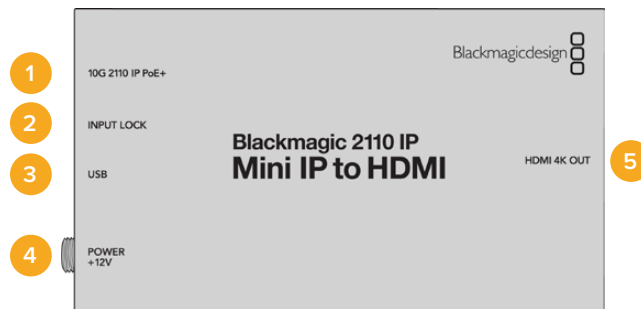 Blackmagicdesign
1
10G 2110 IP PoE+
2
INPUT LOCK
Blackmagic 2110 IP
Mini IP to HDMI
HDMI 4K OUT
5
3
USB
4
POWER
+12V